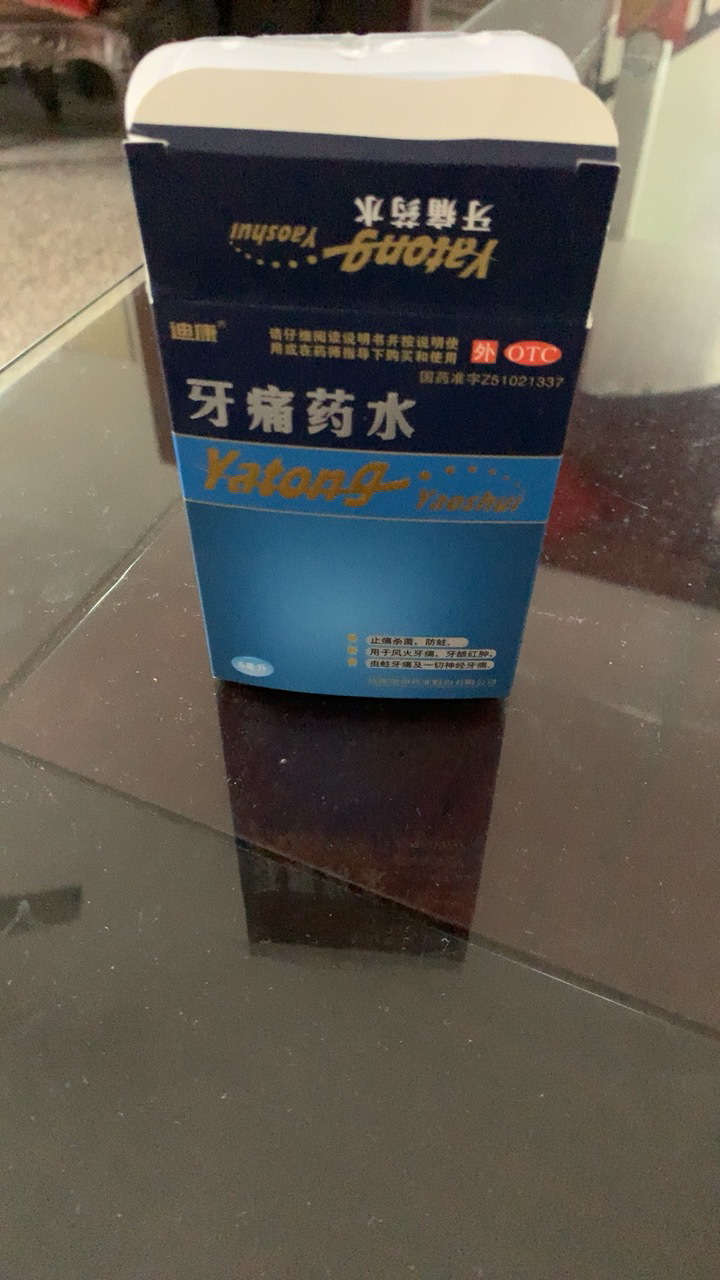 牙痛药水
Yatong Yaoshui
迪康®
请仔细阅读说明书并按说明使
用或在药师指导下购买和使用
外 OTC
国药准字Z51021337
牙痛药水
Yatong Yaoshui
止痛杀菌，防蛀。
用于风火牙痛，牙龈红肿，
虫蛀牙痛及一切神经牙痛。
5毫升